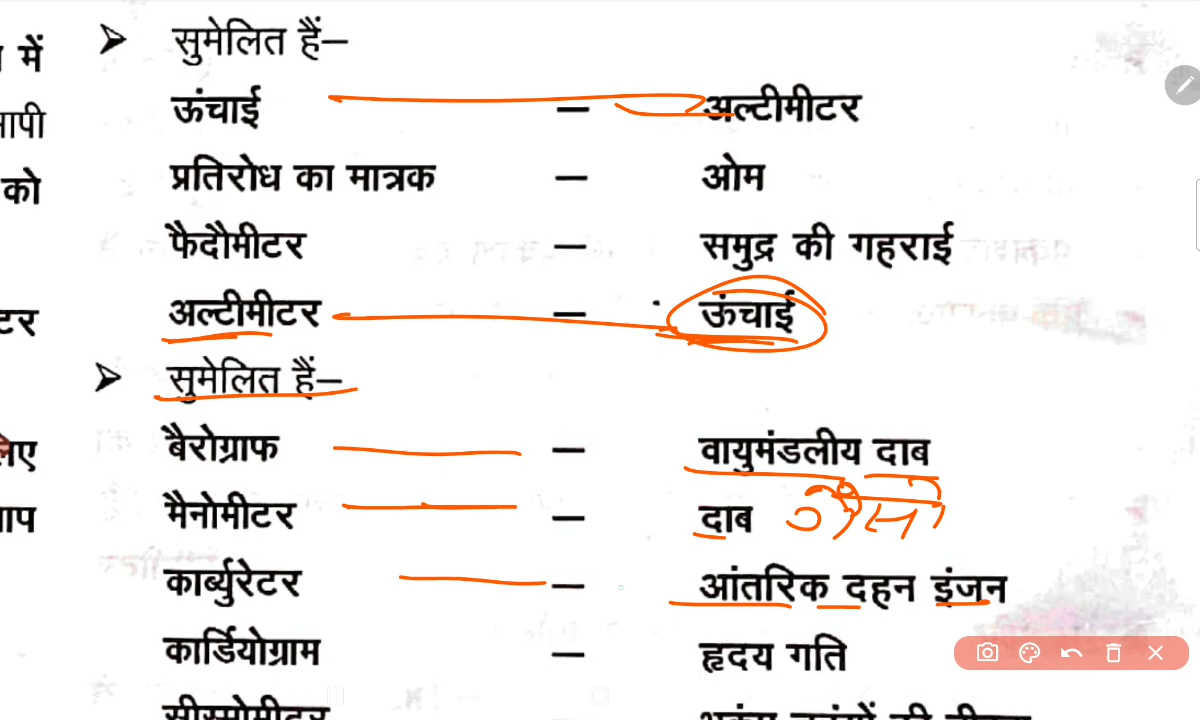 में
➤ सुमेलित हैं–
ऊंचाई – अल्टीमीटर
को
प्रतिरोध का मात्रक – ओम
फैदौमीटर – समुद्र की गहराई
अल्टीमीटर – ऊंचाई
➤ सुमेलित हैं–
बैरोग्राफ – वायुमंडलीय दाब
मैनोमीटर – दाब
कार्ब्युरेटर – आंतरिक दहन इंजन
कार्डियोग्राम – हृदय गति